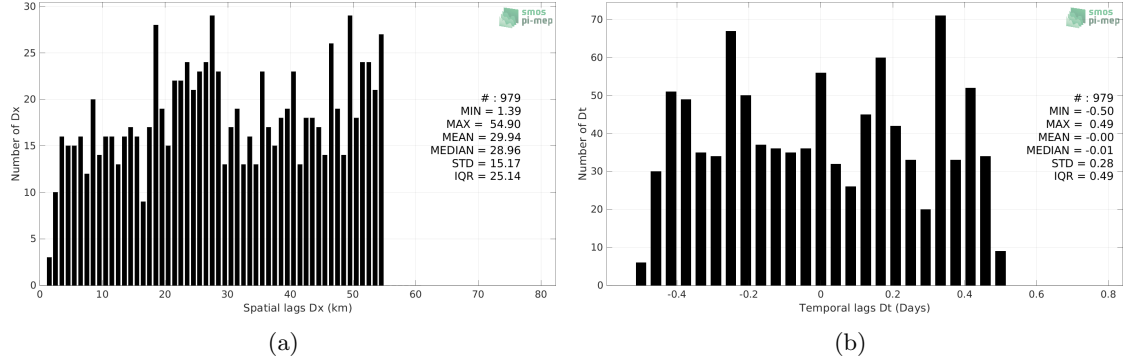 30
25
20
15
10
5
0
Number of Dx
0
10
20
30
40
50
60
70
80
Spatial lags Dx (km)
smos
pi-mep
# : 979
MIN = 1.39
MAX = 54.90
MEAN = 29.94
MEDIAN = 28.96
STD = 15.17
IQR = 25.14
(a)
70
60
50
40
30
20
10
0
Number of Dt
-0.4
-0.2
0
0.2
0.4
0.6
0.8
Temporal lags Dt (Days)
smos
pi-mep
# : 979
MIN = -0.50
MAX = 0.49
MEAN = -0.00
MEDIAN = -0.01
STD = 0.28
IQR = 0.49
(b)